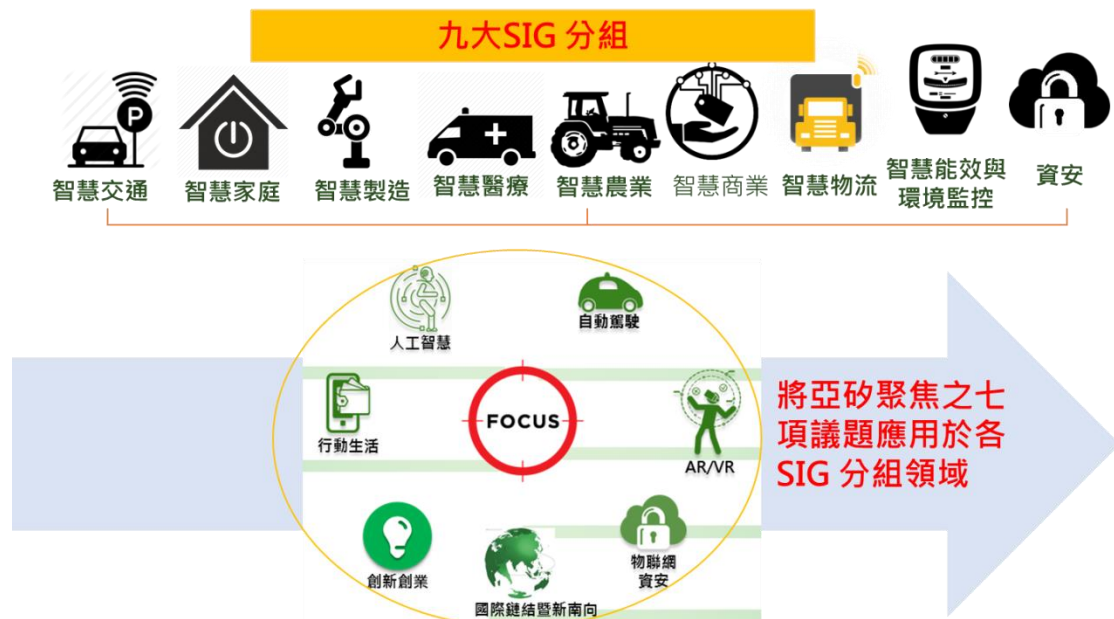 九大SIG 分組
P
智慧交通
智慧家庭
智慧製造
智慧醫療
智慧農業
智慧商業
智慧物流
智慧能效與
環境監控
資安
人工智慧
自動駕駛
行動生活
FOCUS
AR/VR
創新創業
國際鏈結暨新南向
物聯網
資安
將亞矽聚焦之七
項議題應用於各
SIG 分組領域